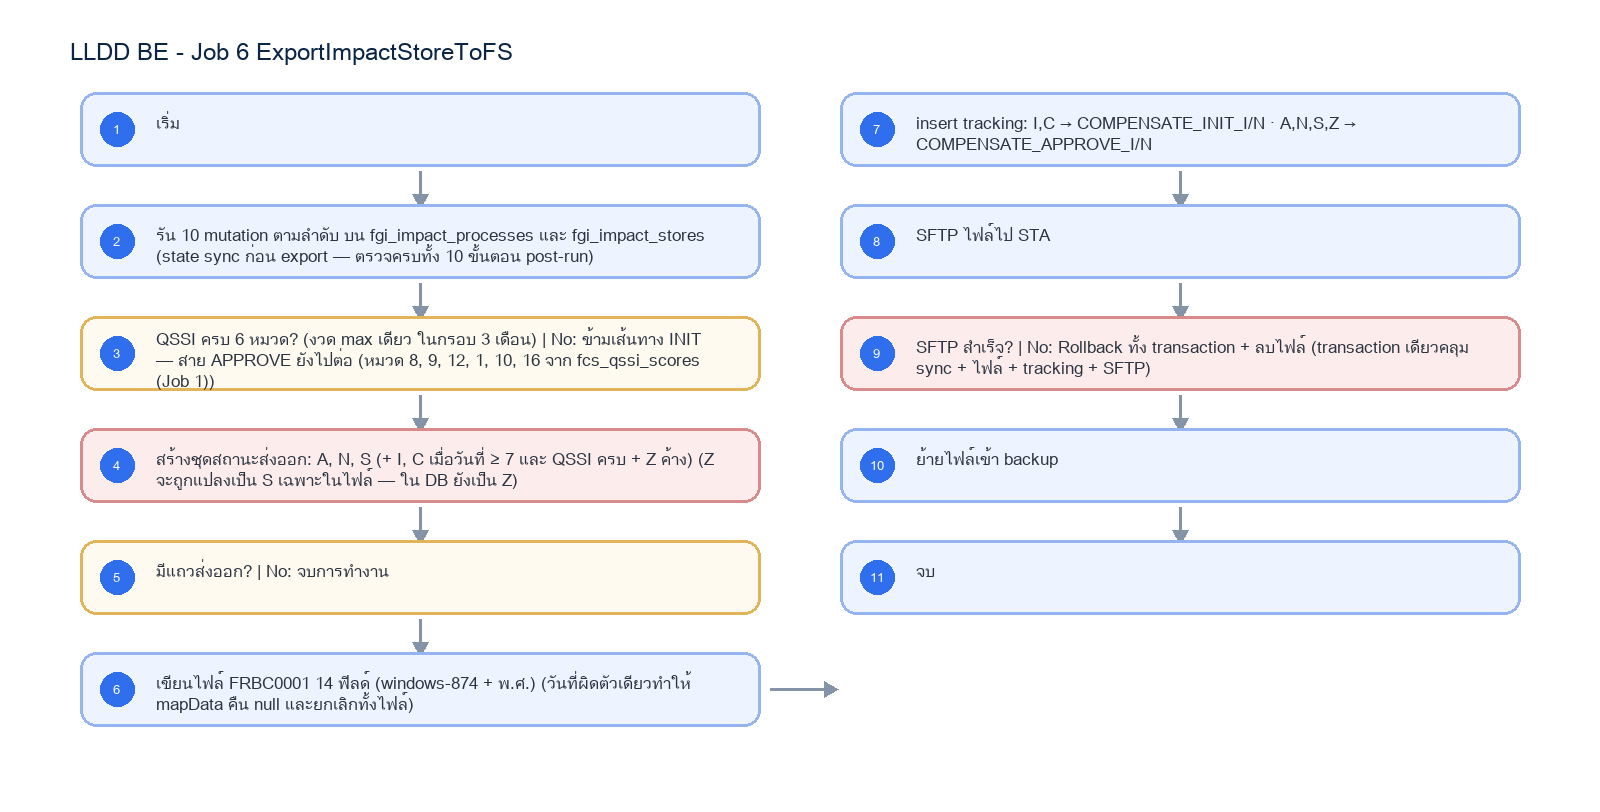 LLDD BE - Job 6 ExportImpactStoreToFS
1
เริ่ม
2
รัน 10 mutation ตามลำดับ บน fgi_impact_processes และ fgi_impact_stores
(state sync ก่อน export — ตรวจครบทั้ง 10 ขั้นตอน post-run)
3
QSSI ครบ 6 หมวด? (งวด max เดียว ในกรอบ 3 เดือน) | No: ข้ามเส้นทาง INIT
— สาย APPROVE ยังไปต่อ (หมวด 8, 9, 12, 1, 10, 16 จาก fcs_qssi_scores
(Job 1))
4
สร้างชุดสถานะส่งออก: A, N, S (+ I, C เมื่อวันที่ ≥ 7 และ QSSI ครบ + Z ค้าง) (Z
จะถูกแปลงเป็น S เฉพาะในไฟล์ — ใน DB ยังเป็น Z)
5
มีแถวส่งออก? | No: จบการทำงาน
6
เขียนไฟล์ FRBC0001 14 ฟิลด์ (windows-874 + พ.ศ.) (วันที่ผิดตัวเดียวทำให้
mapData คืน null และยกเลิกทั้งไฟล์)
7
insert tracking: I,C → COMPENSATE_INIT_I/N · A,N,S,Z →
COMPENSATE_APPROVE_I/N
8
SFTP ไฟล์ไป STA
9
SFTP สำเร็จ? | No: Rollback ทั้ง transaction + ลบไฟล์ (transaction เดียวคลุม
sync + ไฟล์ + tracking + SFTP)
10
ย้ายไฟล์เข้า backup
11
จบ